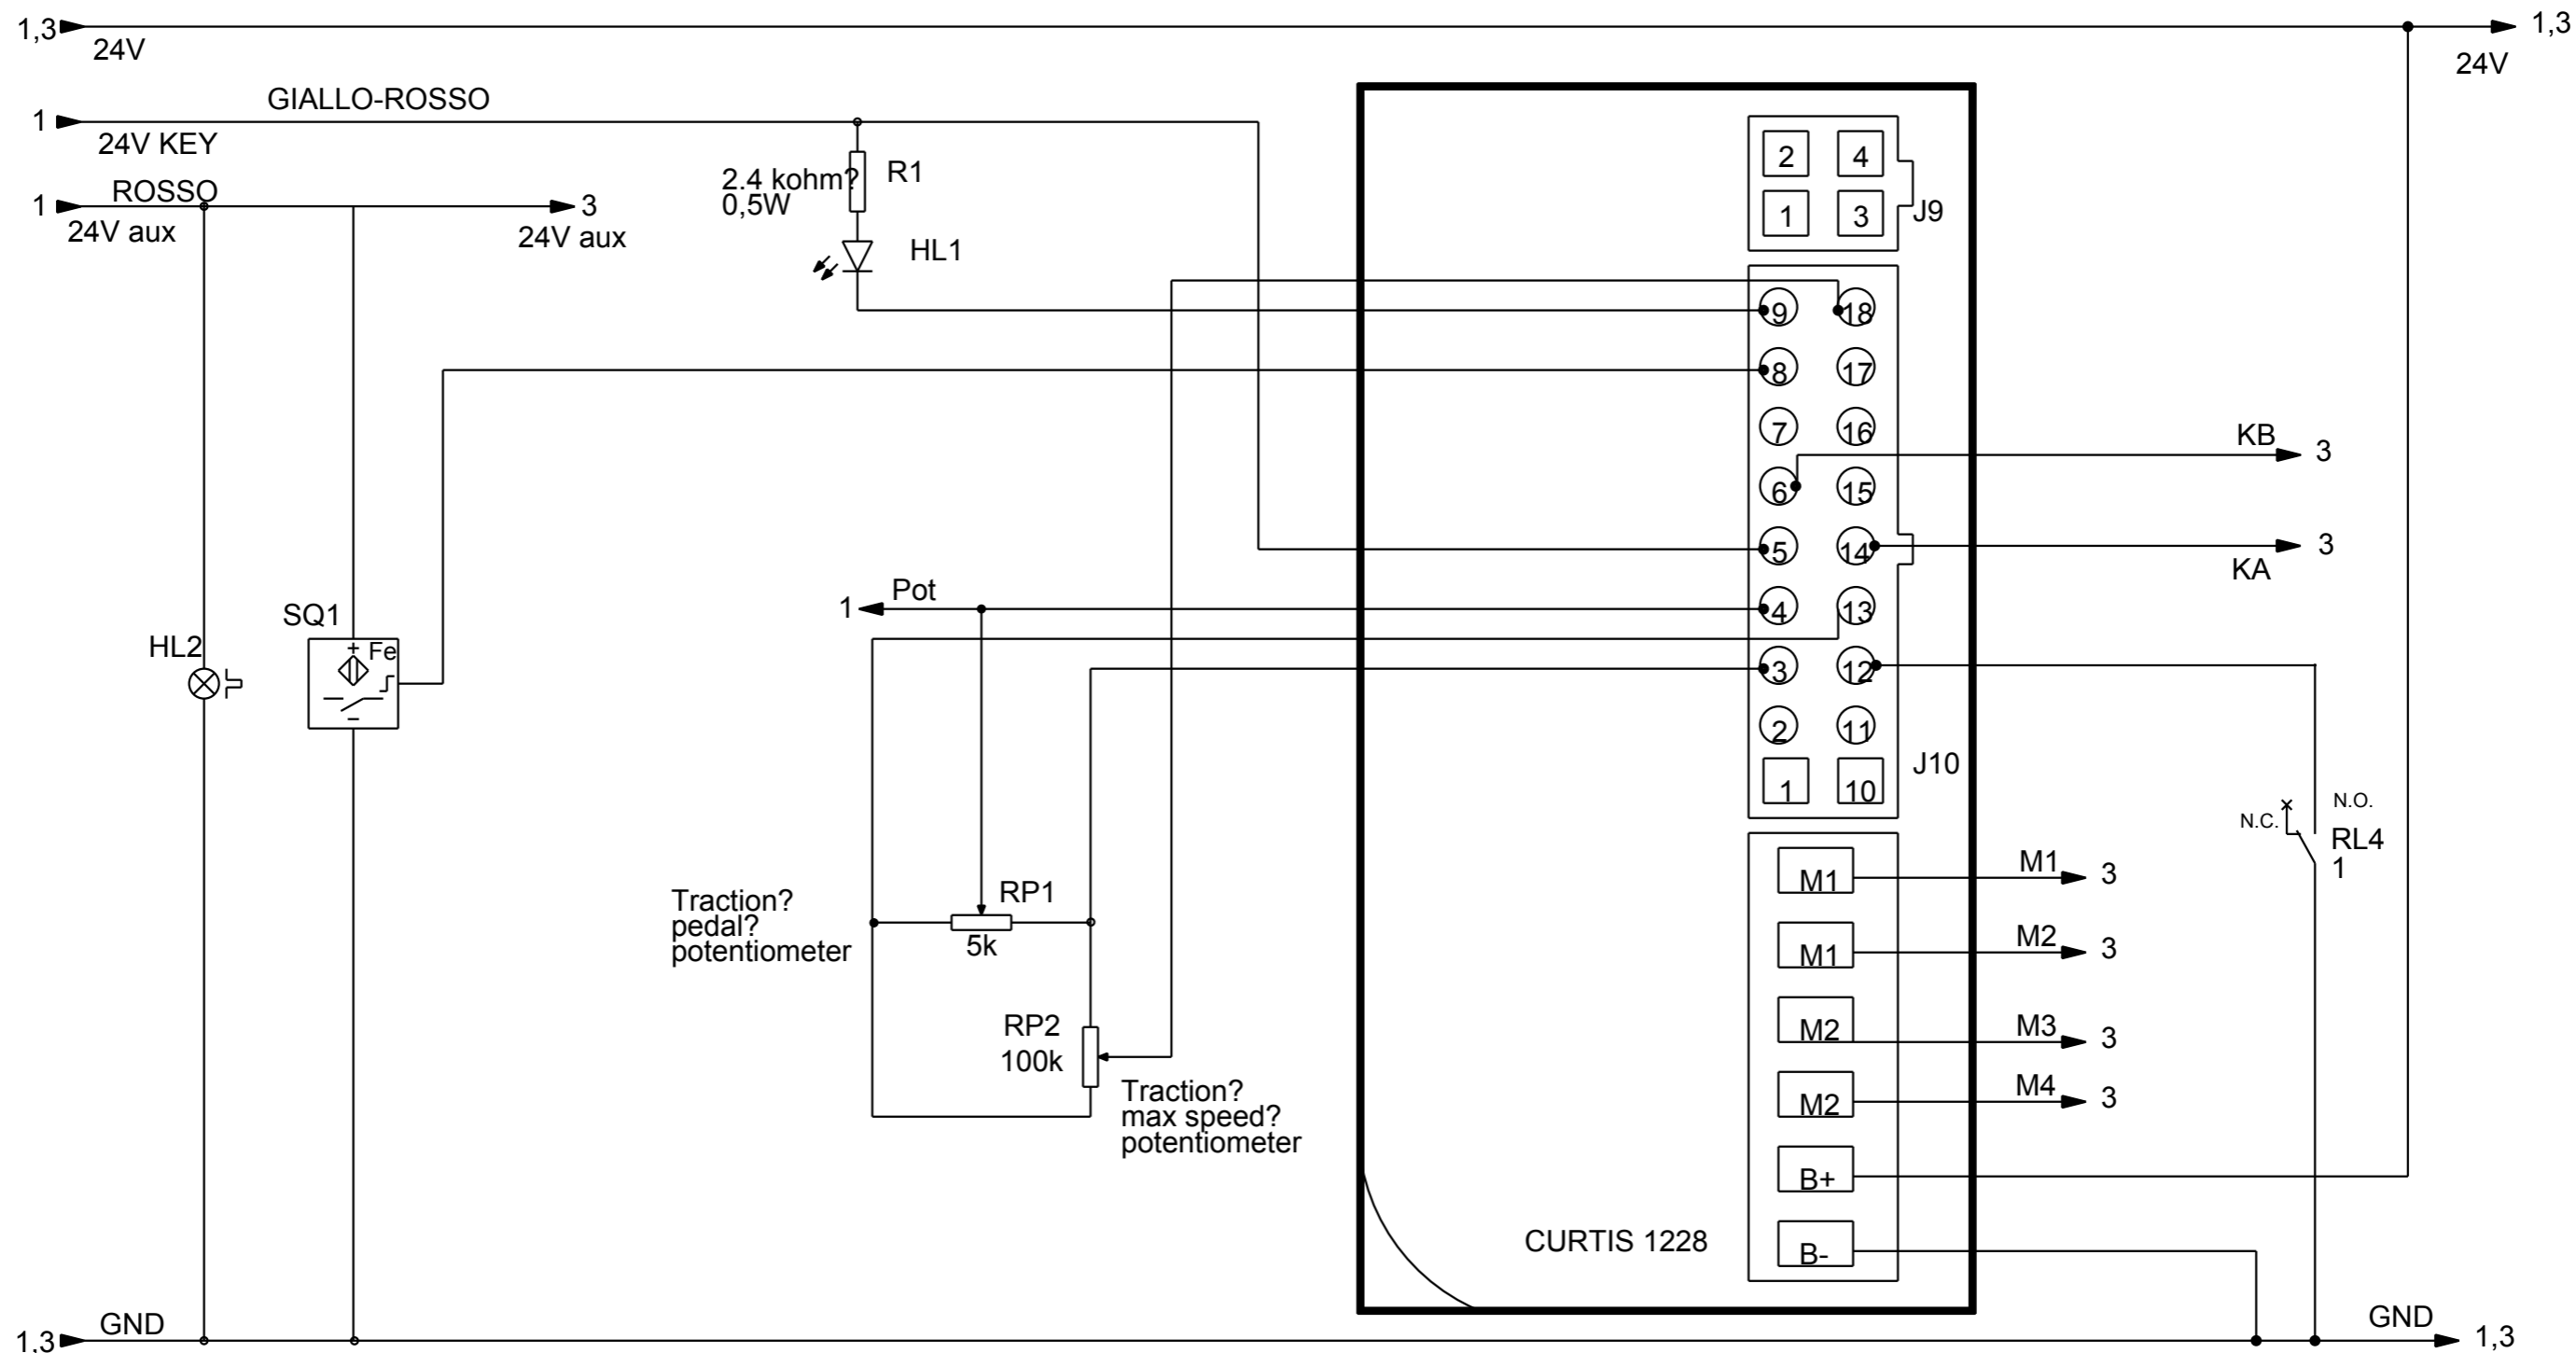 1,3
24V
1,3
24V
GIALLO-ROSSO
1
24V KEY
ROSSO
1
24V aux
3
24V aux
2.4 kohm?
0,5W
R1
HL1
2
4
1
3
J9
9
18
8
17
7
16
KB
3
6
15
5
14
3
KA
1
Pot
4
13
SQ1
HL2
+
Fe
-
3
12
2
11
J10
1
10
N.O.
N.C.
RL4
1
M1
M1
3
Traction?
pedal?
potentiometer
RP1
5k
M1
M2
3
RP2
100k
M2
M3
3
Traction?
max speed?
potentiometer
M2
M4
3
B+
CURTIS 1228
B-
GND
1,3
GND
1,3